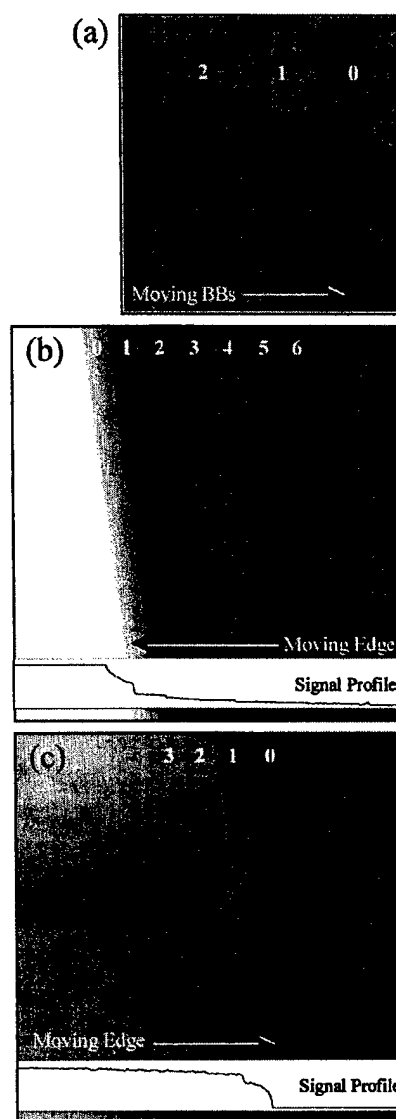 (a)
2 1 0
Moving BBs
(b)
0 1 2 3 4 5 6
Moving Edge
Signal Profile
(c)
3 2 1 0
Moving Edge
Signal Profile